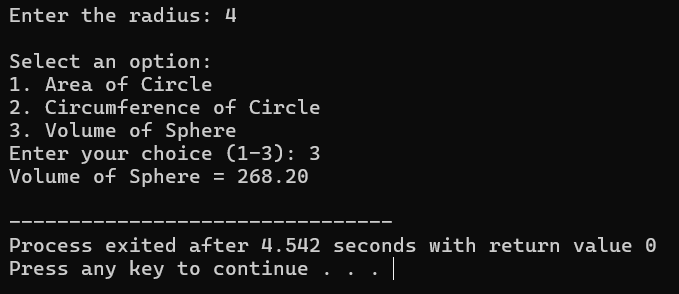 Enter the radius: 4
Select an option:
1. Area of Circle
2. Circumference of Circle
3. Volume of Sphere
Enter your choice (1-3): 3
Volume of Sphere = 268.20
--------------------------------
Process exited after 4.542 seconds with return value 0
Press any key to continue . . .